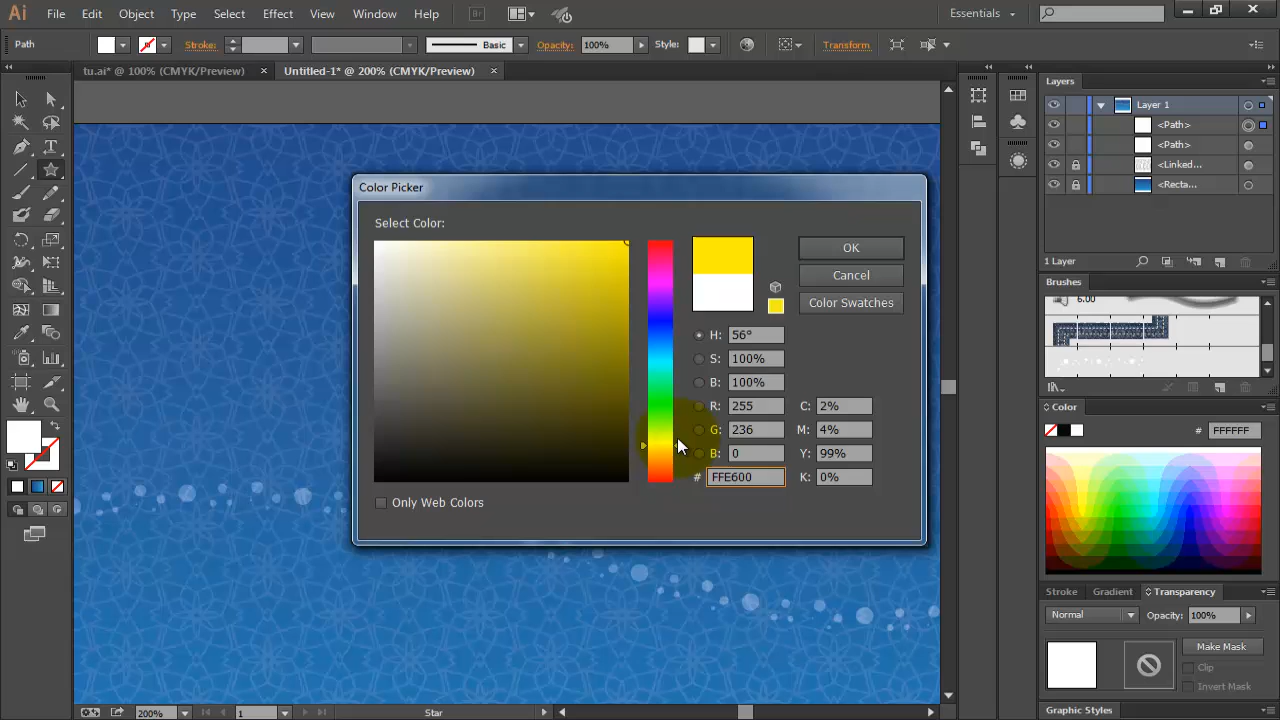 Ai File Edit Object Type Select Effect View Window Help Br Essentials
Path Stroke: Basic Opacity: 100% Style: Transform
tu.ai* @ 100% (CMYK/Preview) Untitled-1* @ 200% (CMYK/Preview)
Layers
Layer 1
<Path>
<Path>
<Linked...
<Recta...
1 Layer
Brushes
6.00
Color
# FFFFFF
Stroke Gradient Transparency
Normal Opacity: 100%
Make Mask
Clip
Invert Mask
Graphic Styles
Color Picker
Select Color:
OK
Cancel
Color Swatches
H: 56°
S: 100%
B: 100%
R: 255 C: 2%
G: 236 M: 4%
B: 0 Y: 99%
# FFE600 K: 0%
Only Web Colors
200% 1 Star